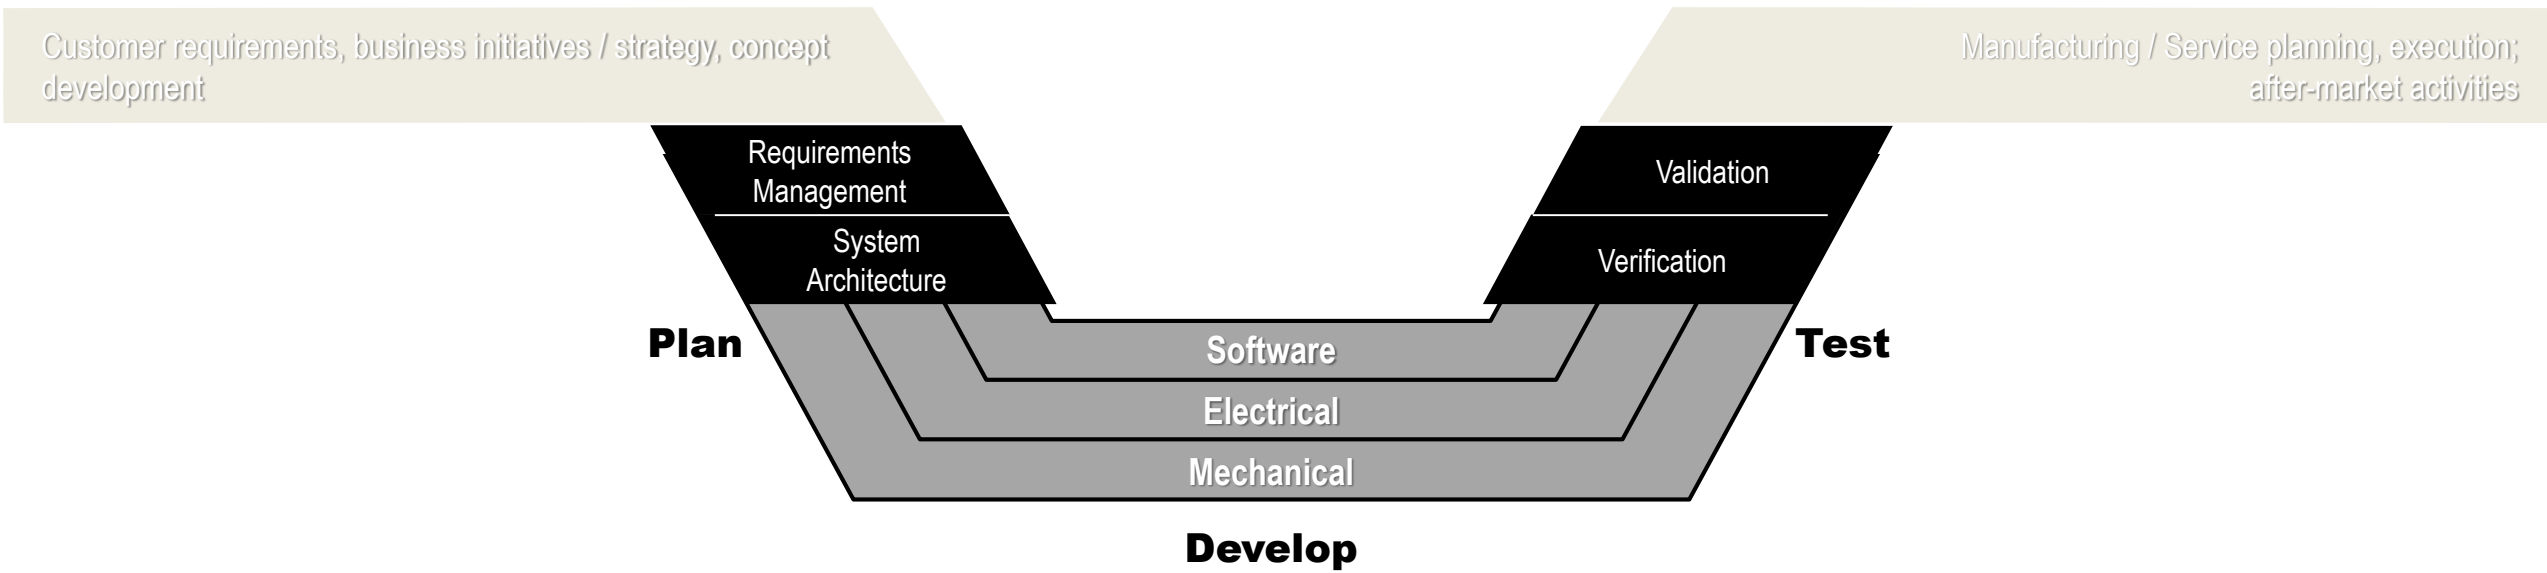 Customer requirements, business initiatives / strategy, concept
development
Manufacturing / Service planning, execution;
after-market activities
Requirements
Management
System
Architecture
Validation
Verification
Plan
Test
Software
Electrical
Mechanical
Develop